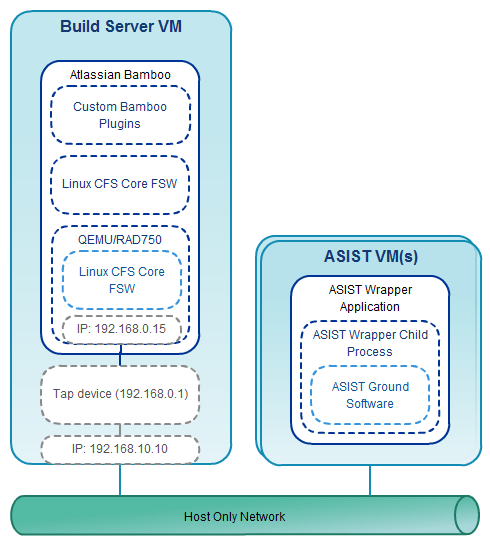 Build Server VM
Atlassian Bamboo
Custom Bamboo
Plugins
Linux CFS Core FSW
QEMU/RAD750
Linux CFS Core
FSW
IP: 192.168.0.15
Tap device (192.168.0.1)
IP: 192.168.10.10
ASIST VM(s)
ASIST Wrapper
Application
ASIST Wrapper Child
Process
ASIST Ground
Software
Host Only Network